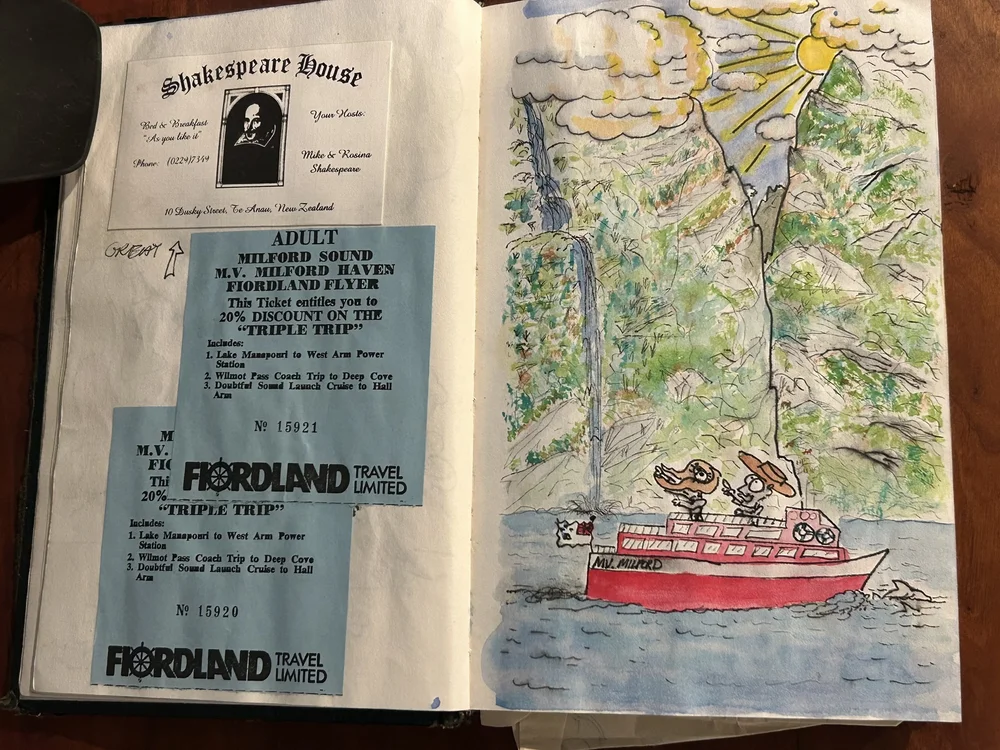 Shakespeare House
Bed & Breakfast
"As you like it"
Phone: (0229)7349
Your Hosts:
Mike & Rosina
Shakespeare
10 Dusky Street, Te Anau, New Zealand
GREAT
ADULT
MILFORD SOUND
M.V. MILFORD HAVEN
FIORDLAND FLYER
This Ticket entitles you to
20% DISCOUNT ON THE
"TRIPLE TRIP"
Includes:
1. Lake Manapouri to West Arm Power
Station
2. Wilmot Pass Coach Trip to Deep Cove
3. Doubtful Sound Launch Cruise to Hall
Arm
Nº 15921
FIORDLAND TRAVEL
LIMITED
M
M.V.
FIO
Thi
20%
"TRIPLE TRIP"
Includes:
1. Lake Manapouri to West Arm Power
Station
2. Wilmot Pass Coach Trip to Deep Cove
3. Doubtful Sound Launch Cruise to Hall
Arm
Nº 15920
FIORDLAND TRAVEL
LIMITED
MV. MILFORD